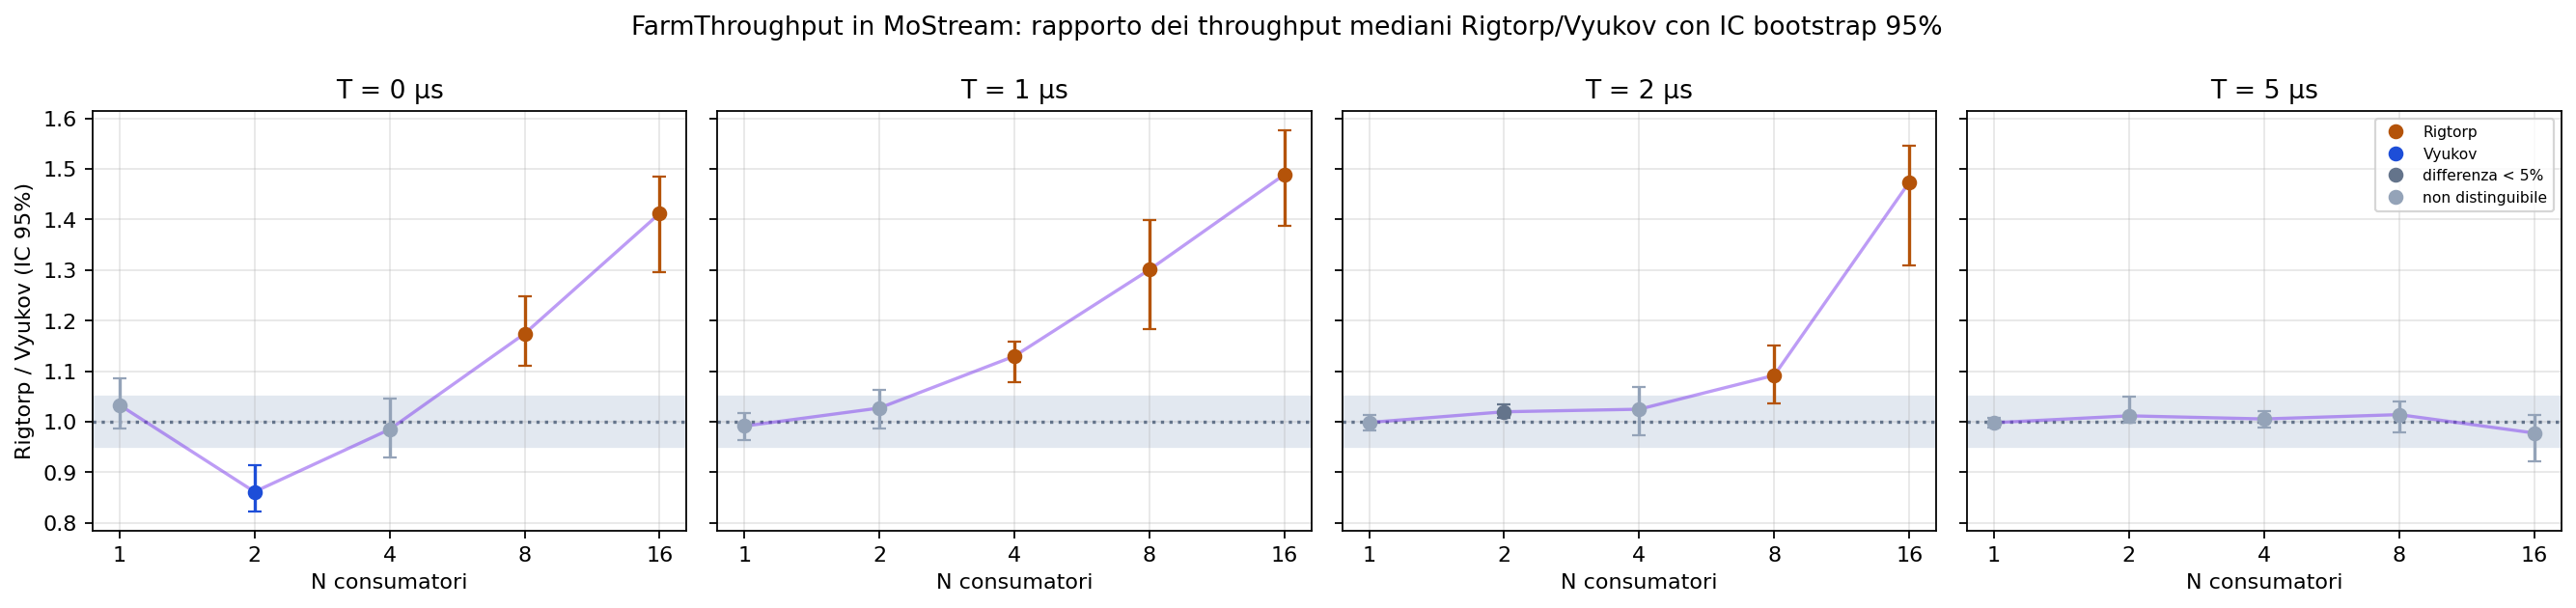 FarmThroughput in MoStream: rapporto dei throughput mediani Rigtorp/Vyukov con IC bootstrap 95%
T = 0 µs
T = 1 µs
T = 2 µs
T = 5 µs
Rigtorp / Vyukov (IC 95%)
1.6
1.5
1.4
1.3
1.2
1.1
1.0
0.9
0.8
Rigtorp
Vyukov
differenza < 5%
non distinguibile
1 2 4 8 16
1 2 4 8 16
1 2 4 8 16
1 2 4 8 16
N consumatori
N consumatori
N consumatori
N consumatori